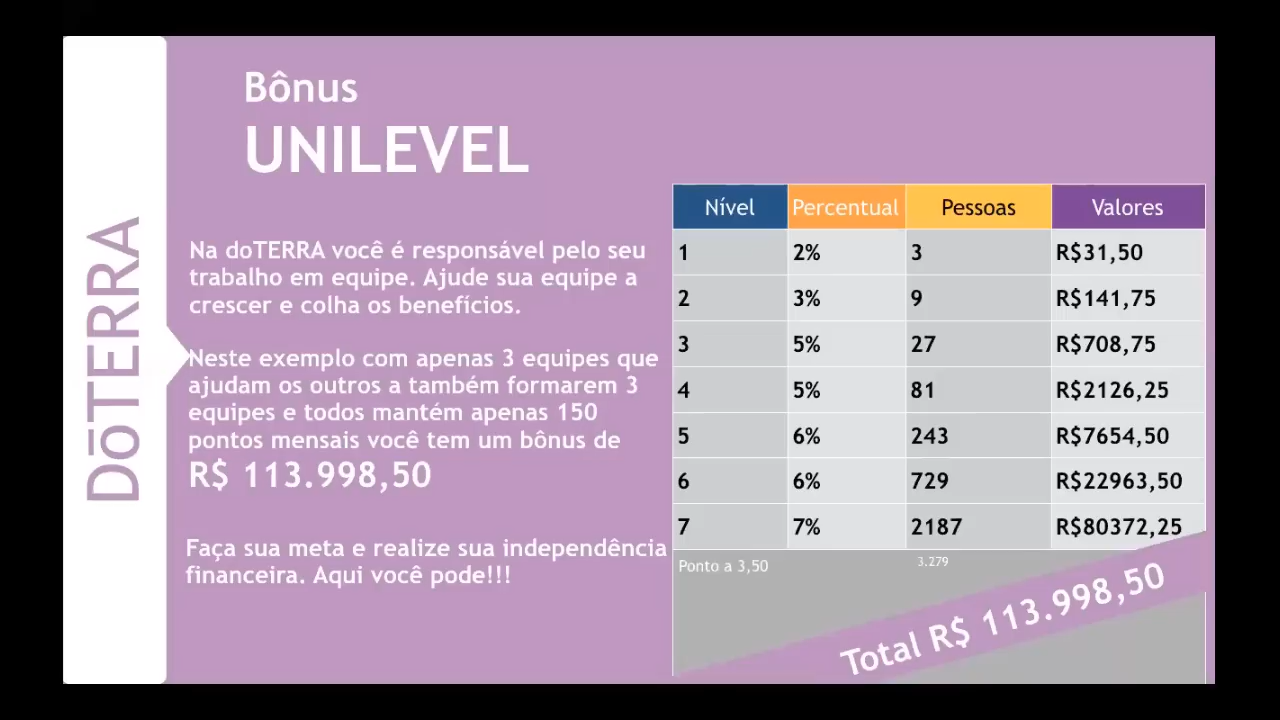 DōTERRA
Bônus
UNILEVEL
Na doTERRA você é responsável pelo seu
trabalho em equipe. Ajude sua equipe a
crescer e colha os benefícios.
Neste exemplo com apenas 3 equipes que
ajudam os outros a também formarem 3
equipes e todos mantém apenas 150
pontos mensais você tem um bônus de
R$ 113.998,50
Faça sua meta e realize sua independência
financeira. Aqui você pode!!!
Nível Percentual Pessoas Valores
1 2% 3 R$31,50
2 3% 9 R$141,75
3 5% 27 R$708,75
4 5% 81 R$2126,25
5 6% 243 R$7654,50
6 6% 729 R$22963,50
7 7% 2187 R$80372,25
Ponto a 3,50 3.279
Total R$ 113.998,50